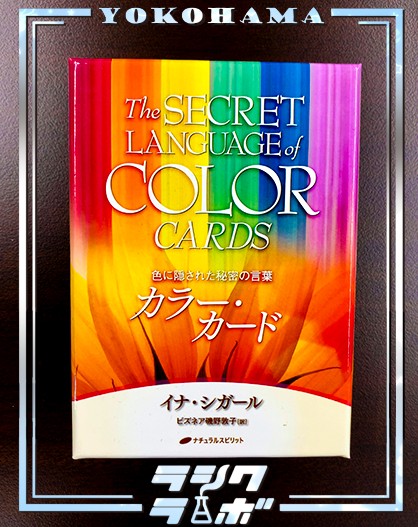 YOKOHAMA
The SECRET
LANGUAGE of
COLOR
CARDS
色に隠された秘密の言葉
カラー・
カード
イナ・シガール
ビズネア磯野敦子[訳]
ナチュラルスピリット
ランク
ラボ